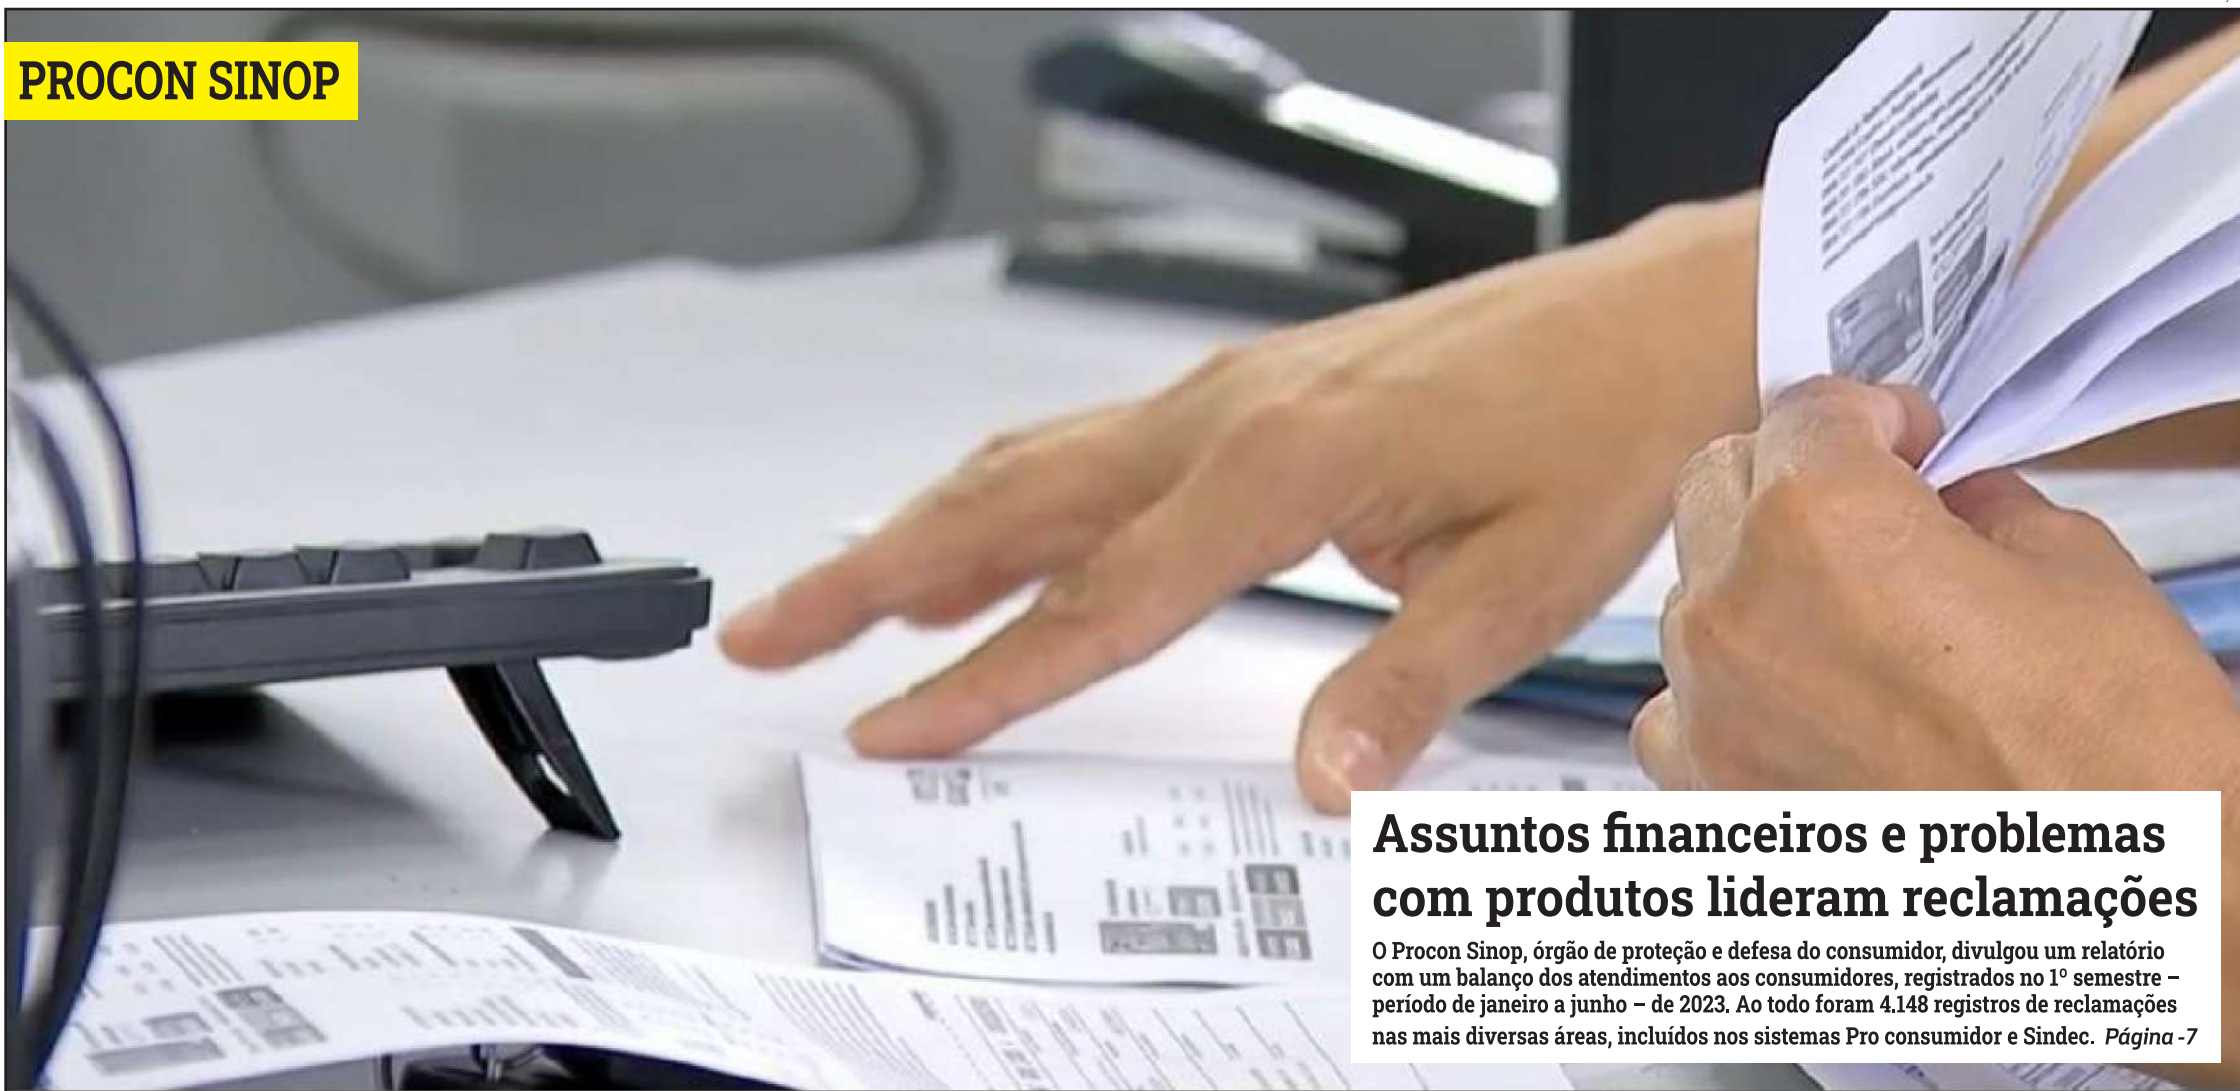 PROCON SINOP
Assuntos financeiros e problemas
com produtos lideram reclamações
O Procon Sinop, órgão de proteção e defesa do consumidor, divulgou um relatório
com um balanço dos atendimentos aos consumidores, registrados no 1º semestre –
período de janeiro a junho – de 2023. Ao todo foram 4.148 registros de reclamações
nas mais diversas áreas, incluídos nos sistemas Pro consumidor e Sindec. Página -7